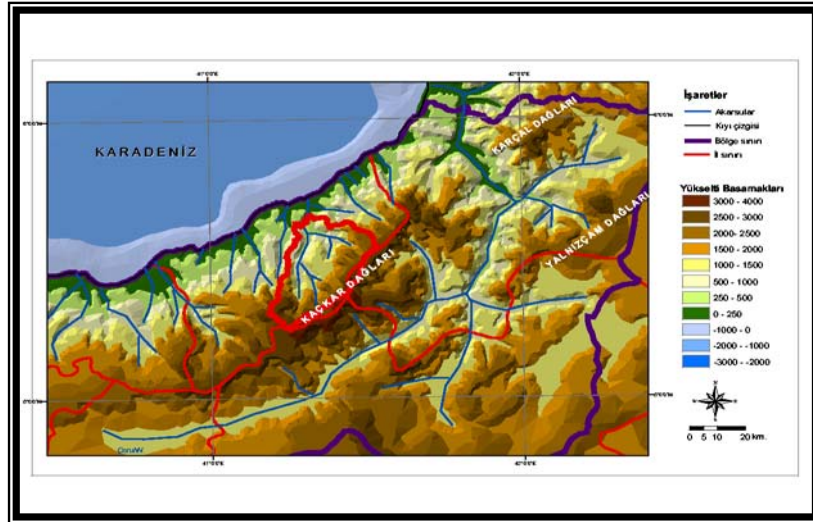 KARADENİZ
KARÇAL DAĞLARI
YALNIZÇAM DAĞLARI
KAÇKAR DAĞLARI
İşaretler
Akarsular
Kıyı çizgisi
Bölge sınırı
İl sınırı
Yükselti Basamakları
3000 - 4000
2500 - 3000
2000- 2500
1500 - 2000
1000 - 1500
500 - 1000
250 - 500
0 - 250
-1000 - 0
-2000 - -1000
-3000 - -2000
0 5 10 20 km.